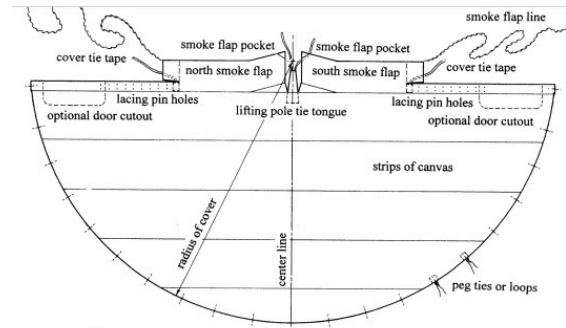 smoke flap line
smoke flap pocket smoke flap pocket
cover tie tape
north smoke flap south smoke flap
cover tie tape
lacing pin holes lifting pole tie tongue lacing pin holes
optional door cutout optional door cutout
strips of canvas
radius of cover
center line
peg ties or loops